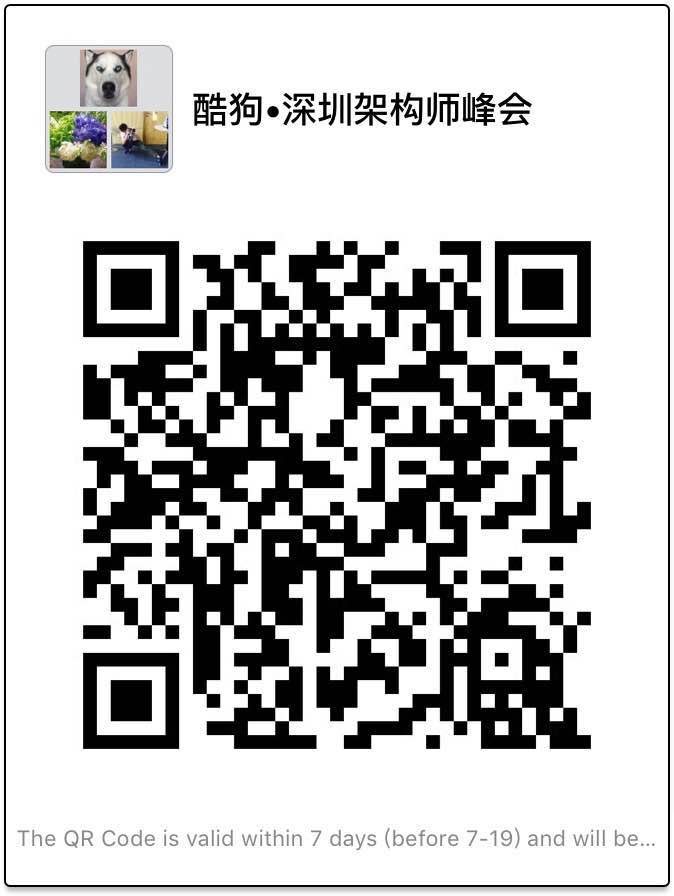 酷狗•深圳架构师峰会
The QR Code is valid within 7 days (before 7-19) and will be...